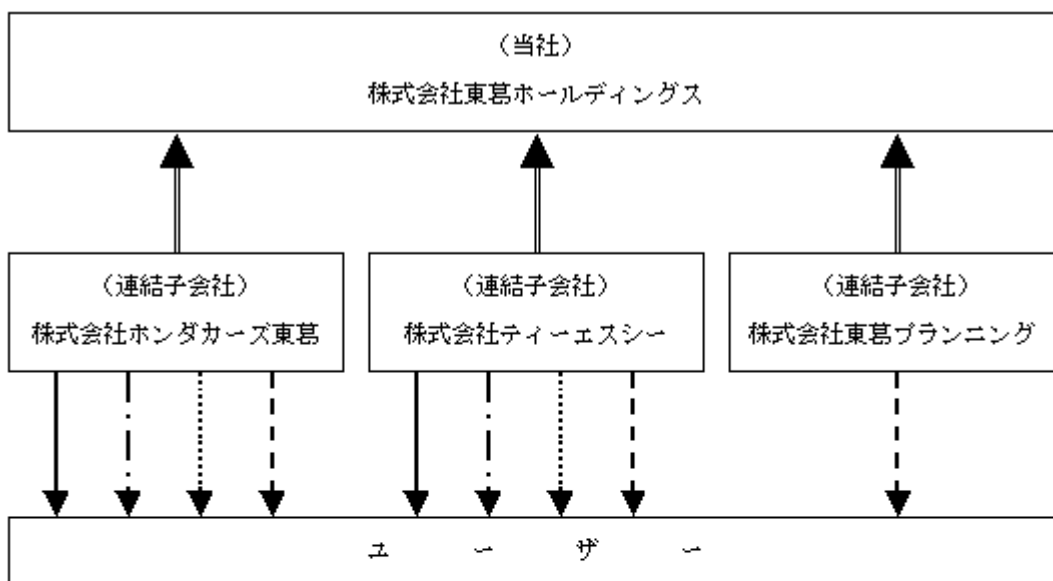 （当社）
株式会社東葛ホールディングス
（連結子会社）
株式会社ホンダカーズ東葛
（連結子会社）
株式会社ティーエスシー
（連結子会社）
株式会社東葛プランニング
ユーザー